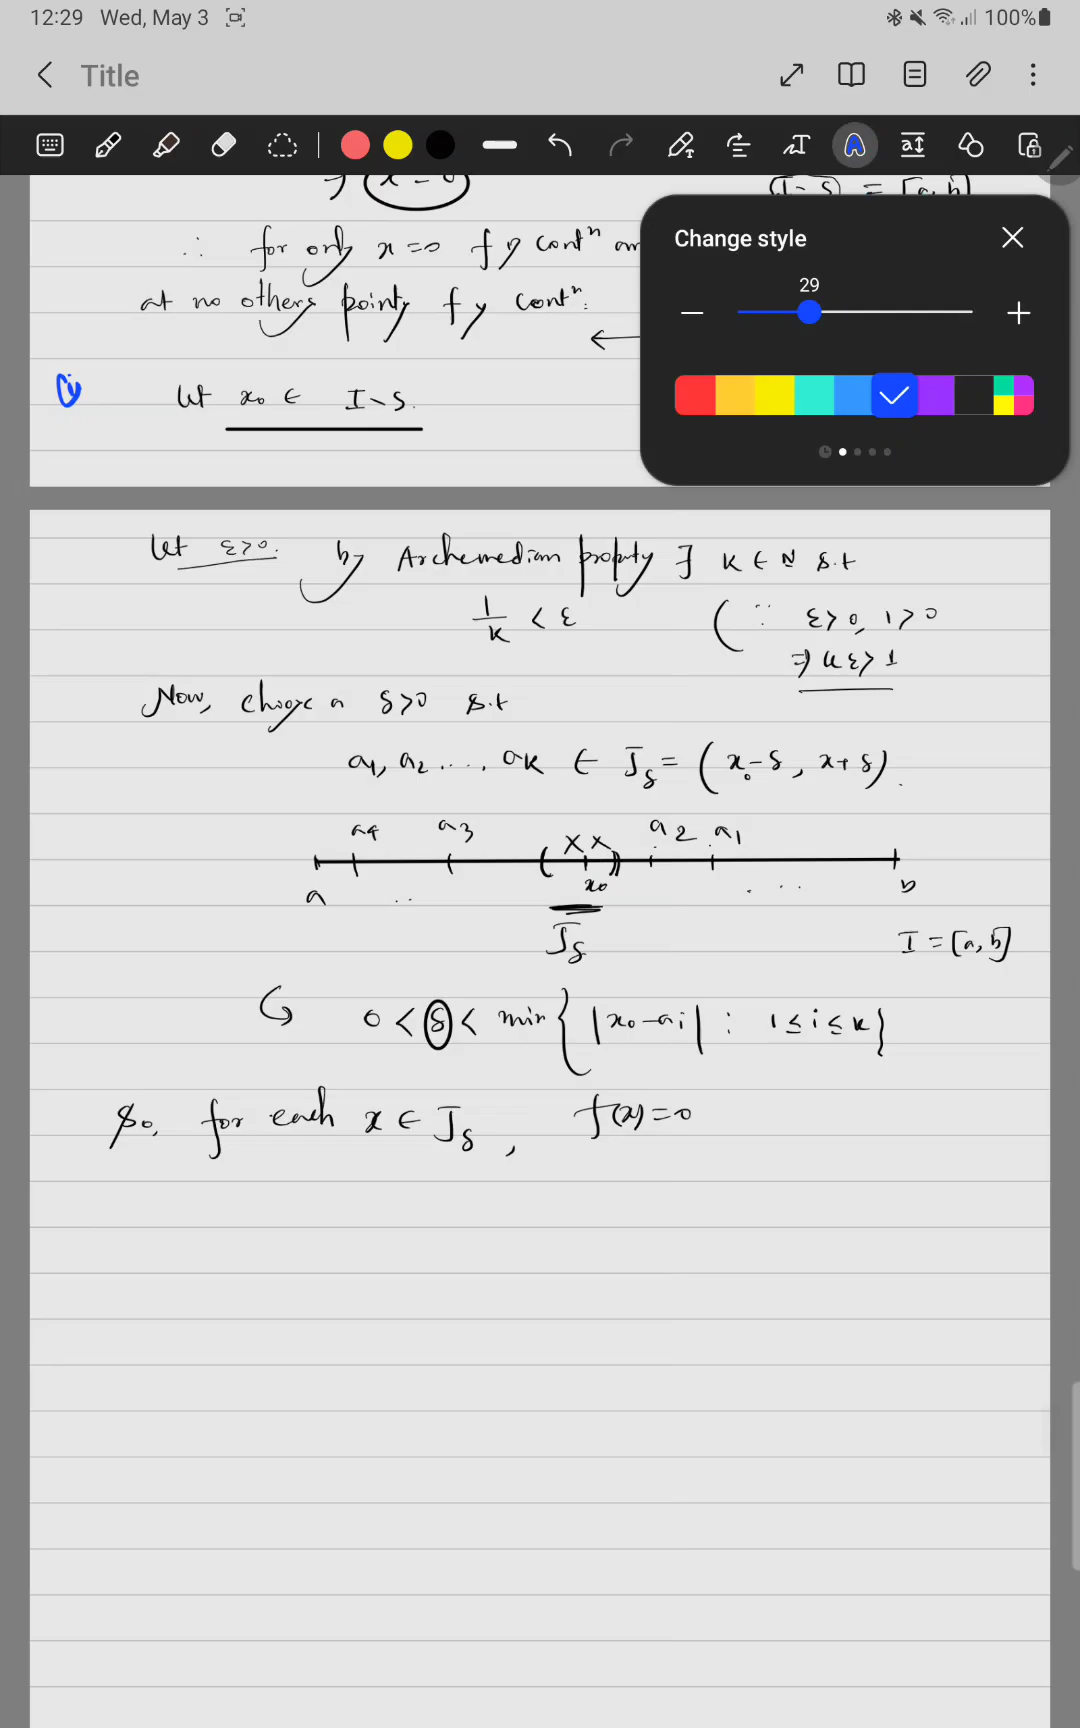 12:29 Wed, May 3 100%
Title
Change style
29
∴ for only x=0 f is contⁿ an
at no others points f is contⁿ.
Let x₀ ∈ I-S.
Let ε>0. by Archemedian property ∃ K ∈ ℕ s.t
1/K < ε (∵ ε>0, 1>0
⇒ Kε>1
Now, choose a δ>0 s.t
a₁, a₂ ...., aK ∈ J_δ = (x₀-δ, x+δ).
a4 a3 x x a2 a1
a .. x₀ ... b
J_δ
I = [a, b]
0 < δ < min { |x₀-ai| : 1≤i≤K}
So, for each x ∈ J_δ, f(x)=0